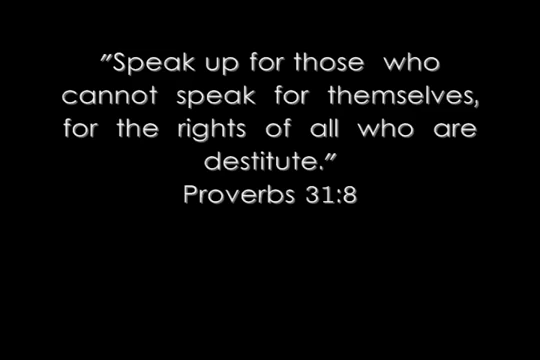 "Speak up for those who
cannot speak for themselves,
for the rights of all who are
destitute."
Proverbs 31:8